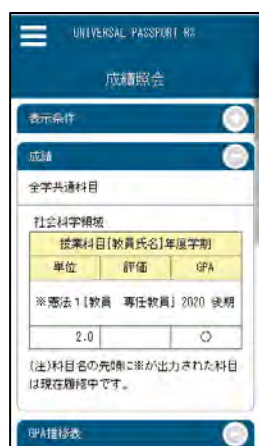 UNIVERSAL PASSPORT RX
成績照会
表示条件
成績
全学共通科目
社会科学領域
授業科目[教員氏名]年度学期
単位 評価 GPA
※憲法1[教員 専任教員] 2020 後期
2.0 ○
(注)科目名の先頭に※が出力された科目
は現在履修中です。
GPA推移表